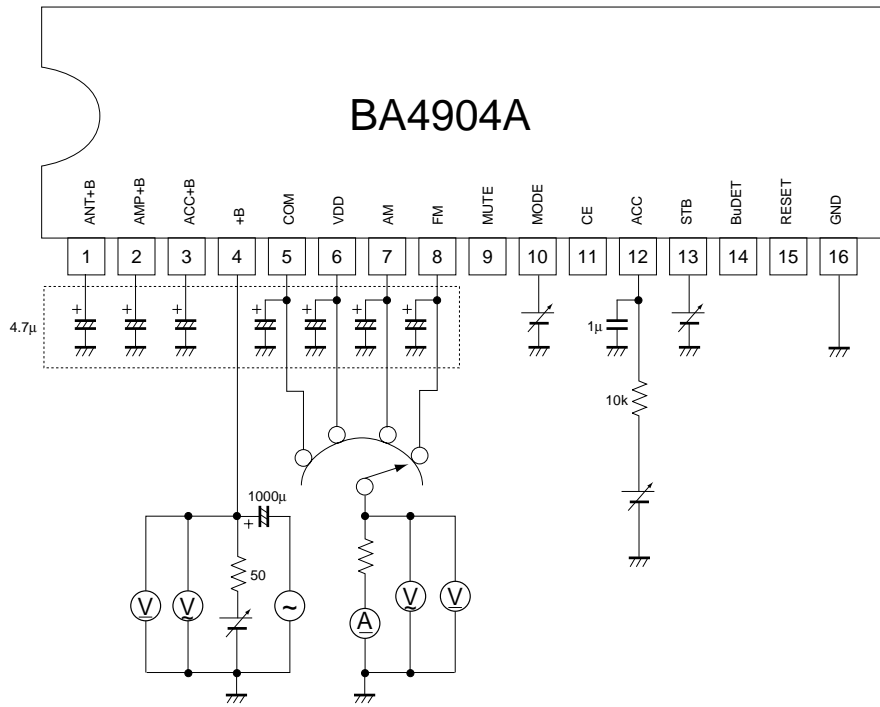 BA4904A
ANT+B AMP+B ACC+B +B COM VDD AM FM MUTE MODE CE ACC STB BuDET RESET GND
1 2 3 4 5 6 7 8 9 10 11 12 13 14 15 16
+ + + + + + +
4.7μ
1μ
10k
1000μ
+
50
V V ~ A V V